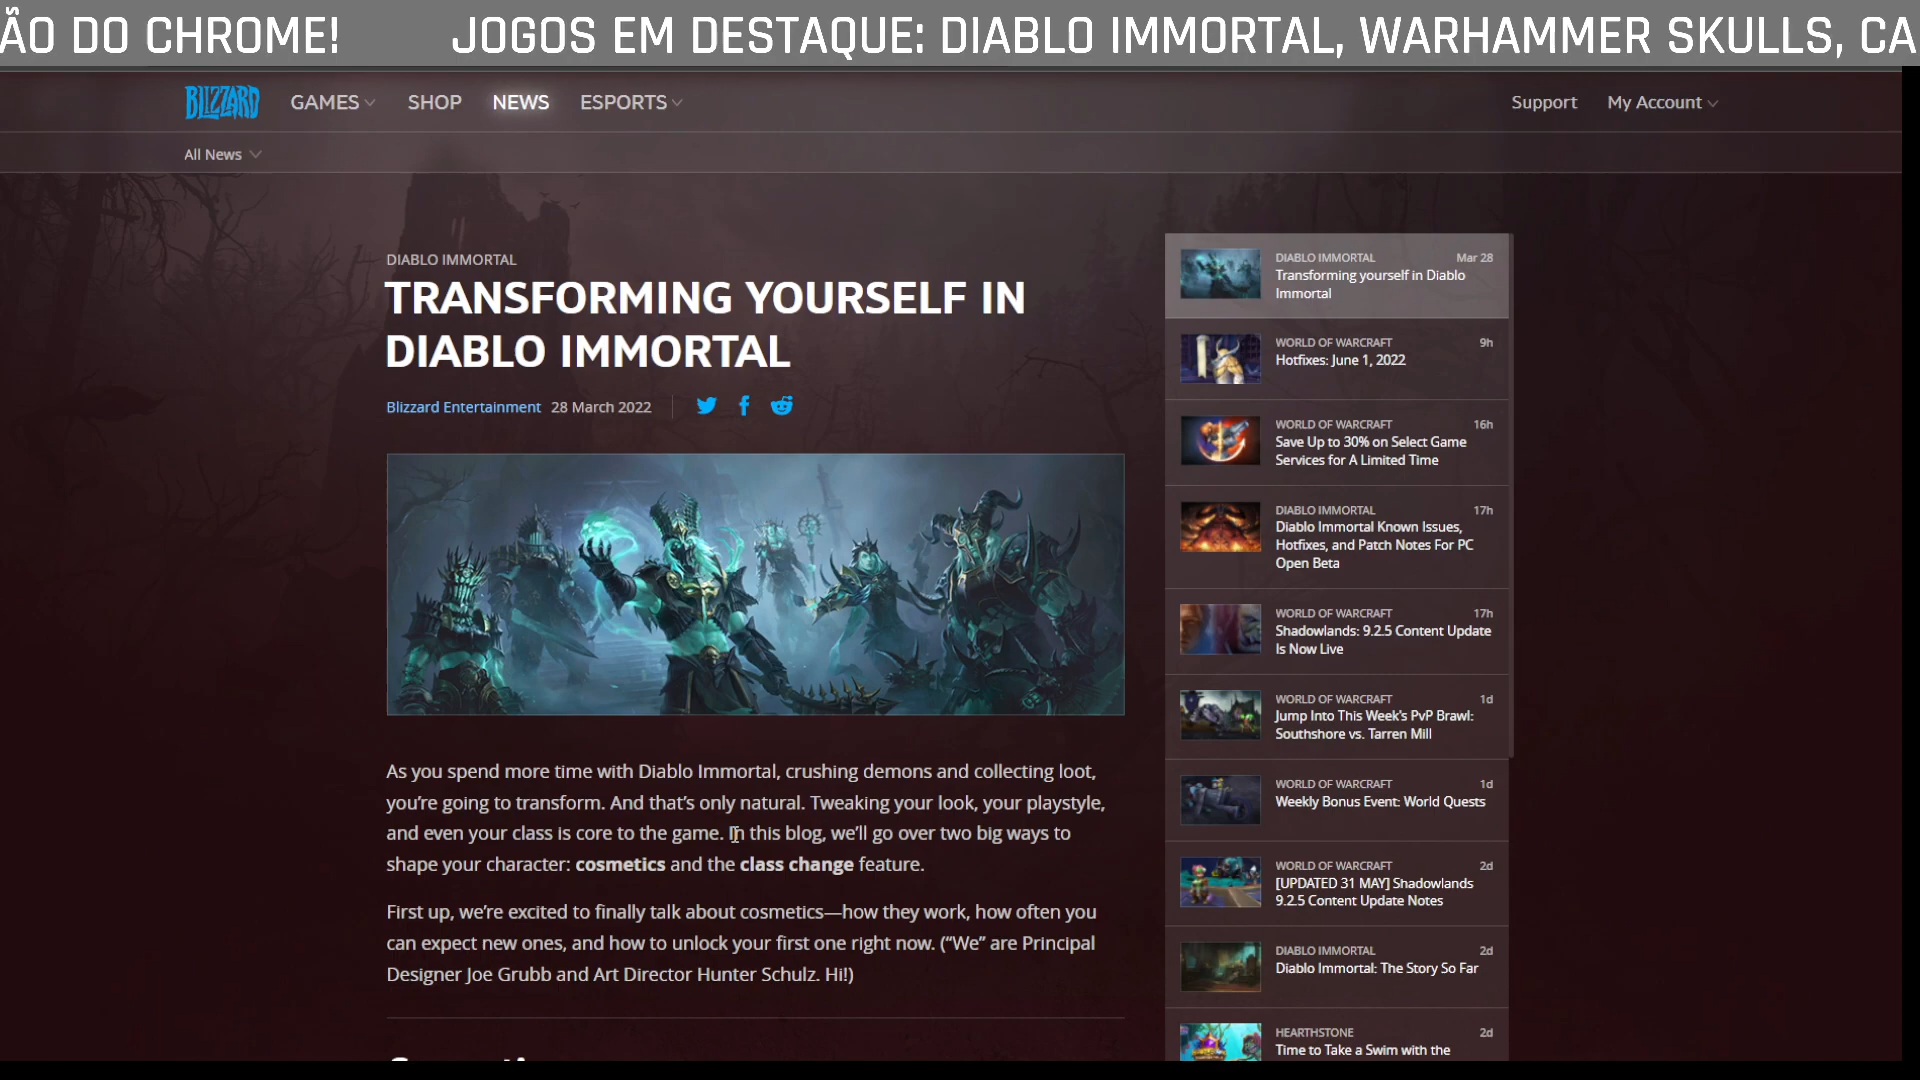 ÃO DO CHROME! JOGOS EM DESTAQUE: DIABLO IMMORTAL, WARHAMMER SKULLS, CA
BLIZZARD GAMES SHOP NEWS ESPORTS Support My Account
All News
DIABLO IMMORTAL
TRANSFORMING YOURSELF IN
DIABLO IMMORTAL
Blizzard Entertainment 28 March 2022
As you spend more time with Diablo Immortal, crushing demons and collecting loot,
you’re going to transform. And that’s only natural. Tweaking your look, your playstyle,
and even your class is core to the game. In this blog, we’ll go over two big ways to
shape your character: cosmetics and the class change feature.
First up, we’re excited to finally talk about cosmetics—how they work, how often you
can expect new ones, and how to unlock your first one right now. (“We” are Principal
Designer Joe Grubb and Art Director Hunter Schulz. Hi!)
DIABLO IMMORTAL Mar 28
Transforming yourself in Diablo
Immortal
WORLD OF WARCRAFT 9h
Hotfixes: June 1, 2022
WORLD OF WARCRAFT 16h
Save Up to 30% on Select Game
Services for A Limited Time
DIABLO IMMORTAL 17h
Diablo Immortal Known Issues,
Hotfixes, and Patch Notes For PC
Open Beta
WORLD OF WARCRAFT 17h
Shadowlands: 9.2.5 Content Update
Is Now Live
WORLD OF WARCRAFT 1d
Jump Into This Week's PvP Brawl:
Southshore vs. Tarren Mill
WORLD OF WARCRAFT 1d
Weekly Bonus Event: World Quests
WORLD OF WARCRAFT 2d
[UPDATED 31 MAY] Shadowlands
9.2.5 Content Update Notes
DIABLO IMMORTAL 2d
Diablo Immortal: The Story So Far
HEARTHSTONE 2d
Time to Take a Swim with the